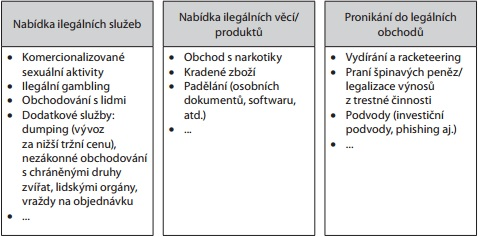 Nabídka ilegálních služeb
• Komercionalizované
sexuální aktivity
• Ilegální gambling
• Obchodování s lidmi
• Dodatkové služby:
dumping (vývoz
za nižší tržní cenu),
nezákonné obchodování
s chráněnými druhy
zvířat, lidskými orgány,
vraždy na objednávku
• ...
Nabídka ilegálních věcí/
produktů
• Obchod s narkotiky
• Kradené zboží
• Padělání (osobních
dokumentů, softwaru,
atd.)
• ...
Pronikání do legálních
obchodů
• Vydírání a racketeering
• Praní špinavých peněz/
legalizace výnosů
z trestné činnosti
• Podvody (investiční
podvody, phishing aj.)
• ...